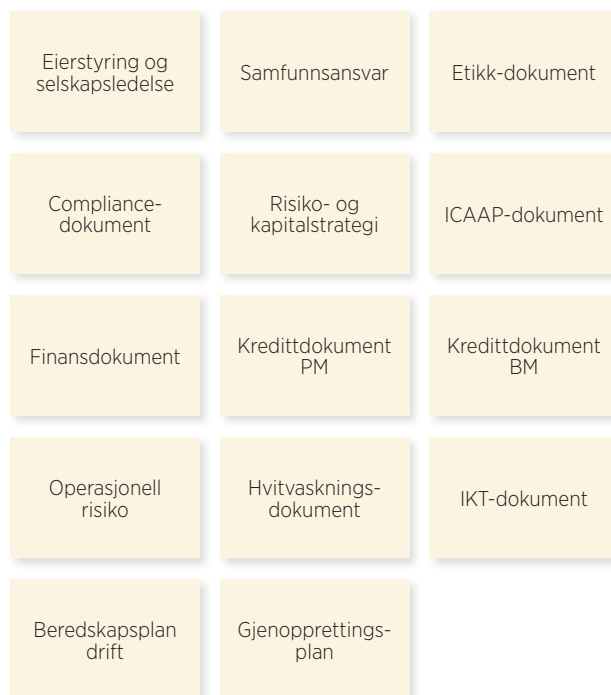 Eierstyring og
selskapsledelse
Samfunnsansvar
Etikk-dokument
Compliance-
dokument
Risiko- og
kapitalstrategi
ICAAP-dokument
Finansdokument
Kredittdokument
PM
Kredittdokument
BM
Operasjonell
risiko
Hvitvasknings-
dokument
IKT-dokument
Beredskapsplan
drift
Gjenopprettings-
plan